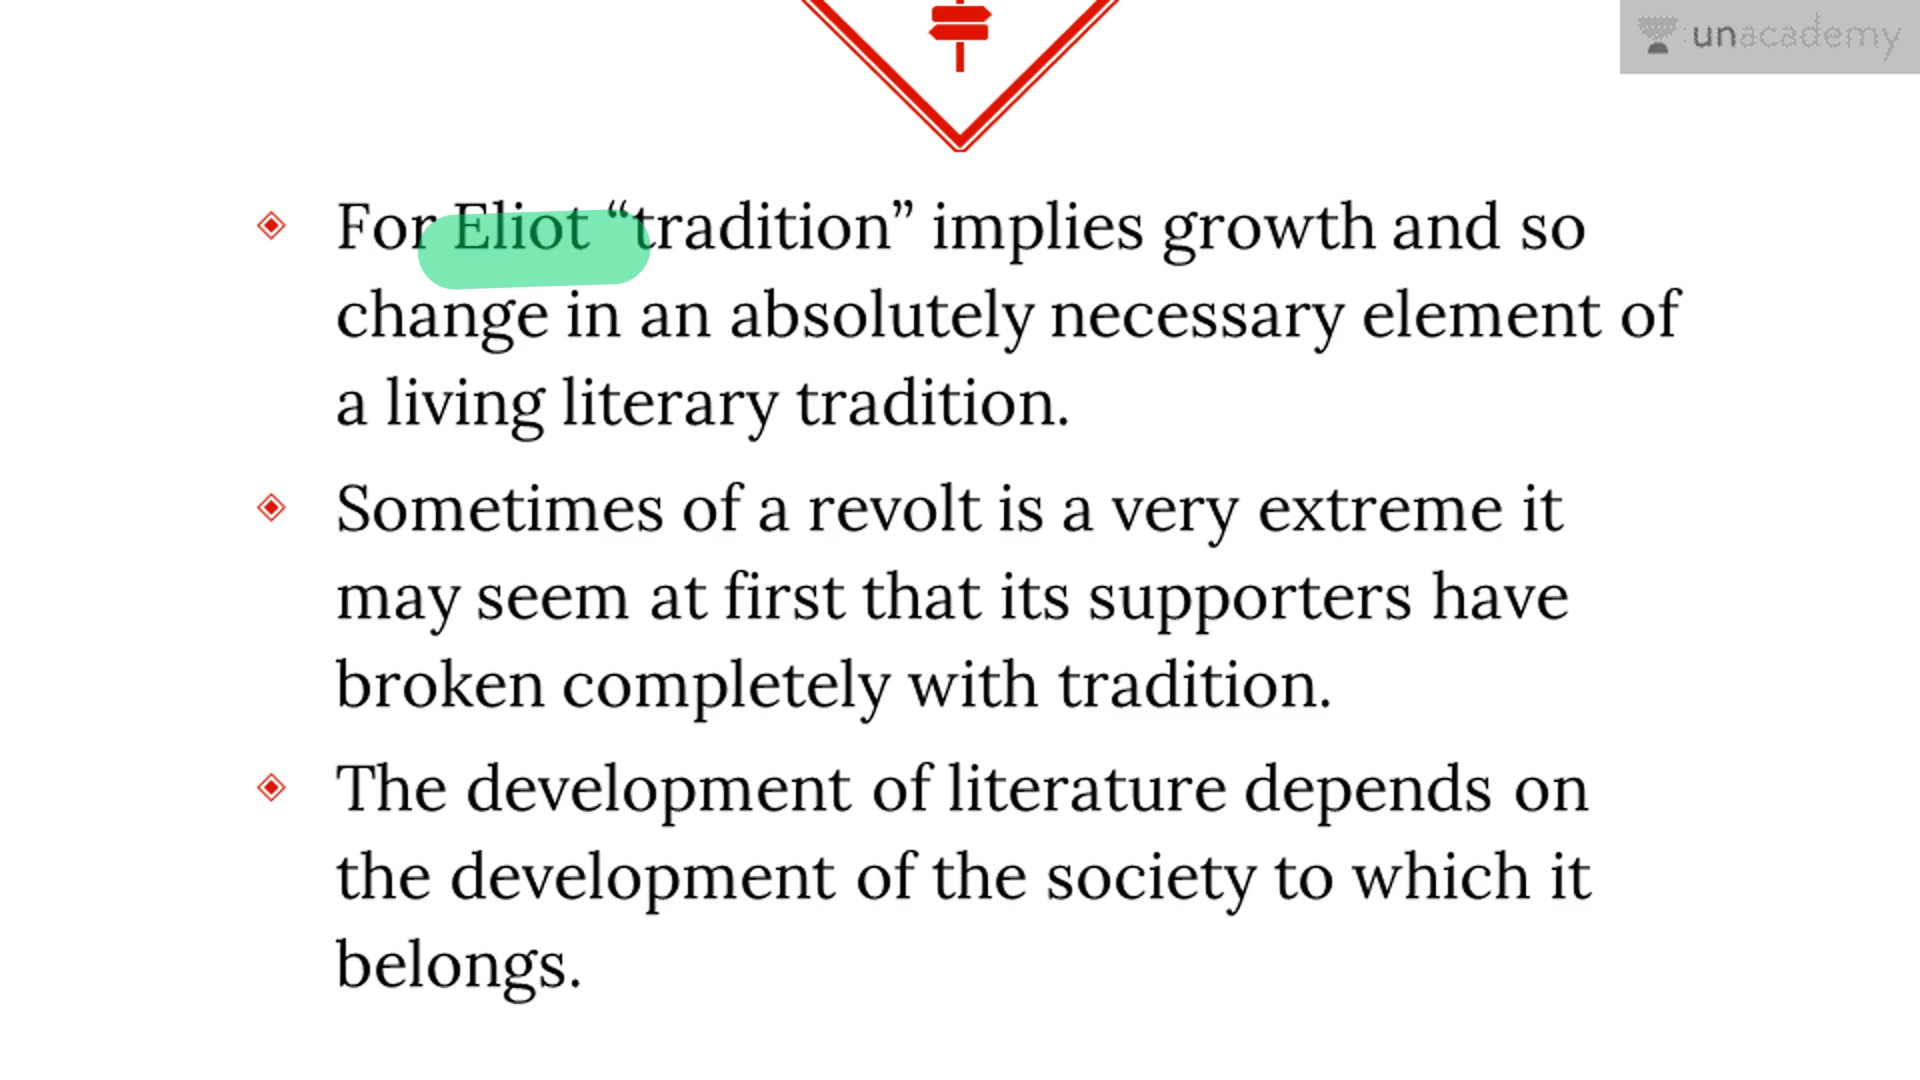 unacademy
For Eliot “tradition” implies growth and so
change in an absolutely necessary element of
a living literary tradition.
Sometimes of a revolt is a very extreme it
may seem at first that its supporters have
broken completely with tradition.
The development of literature depends on
the development of the society to which it
belongs.